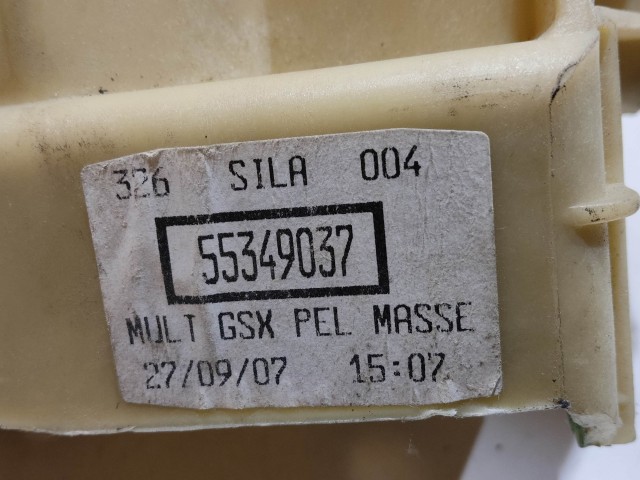 326 SILA 004
55349037
MULT GSX PEL MASSE
27/09/07 15:07